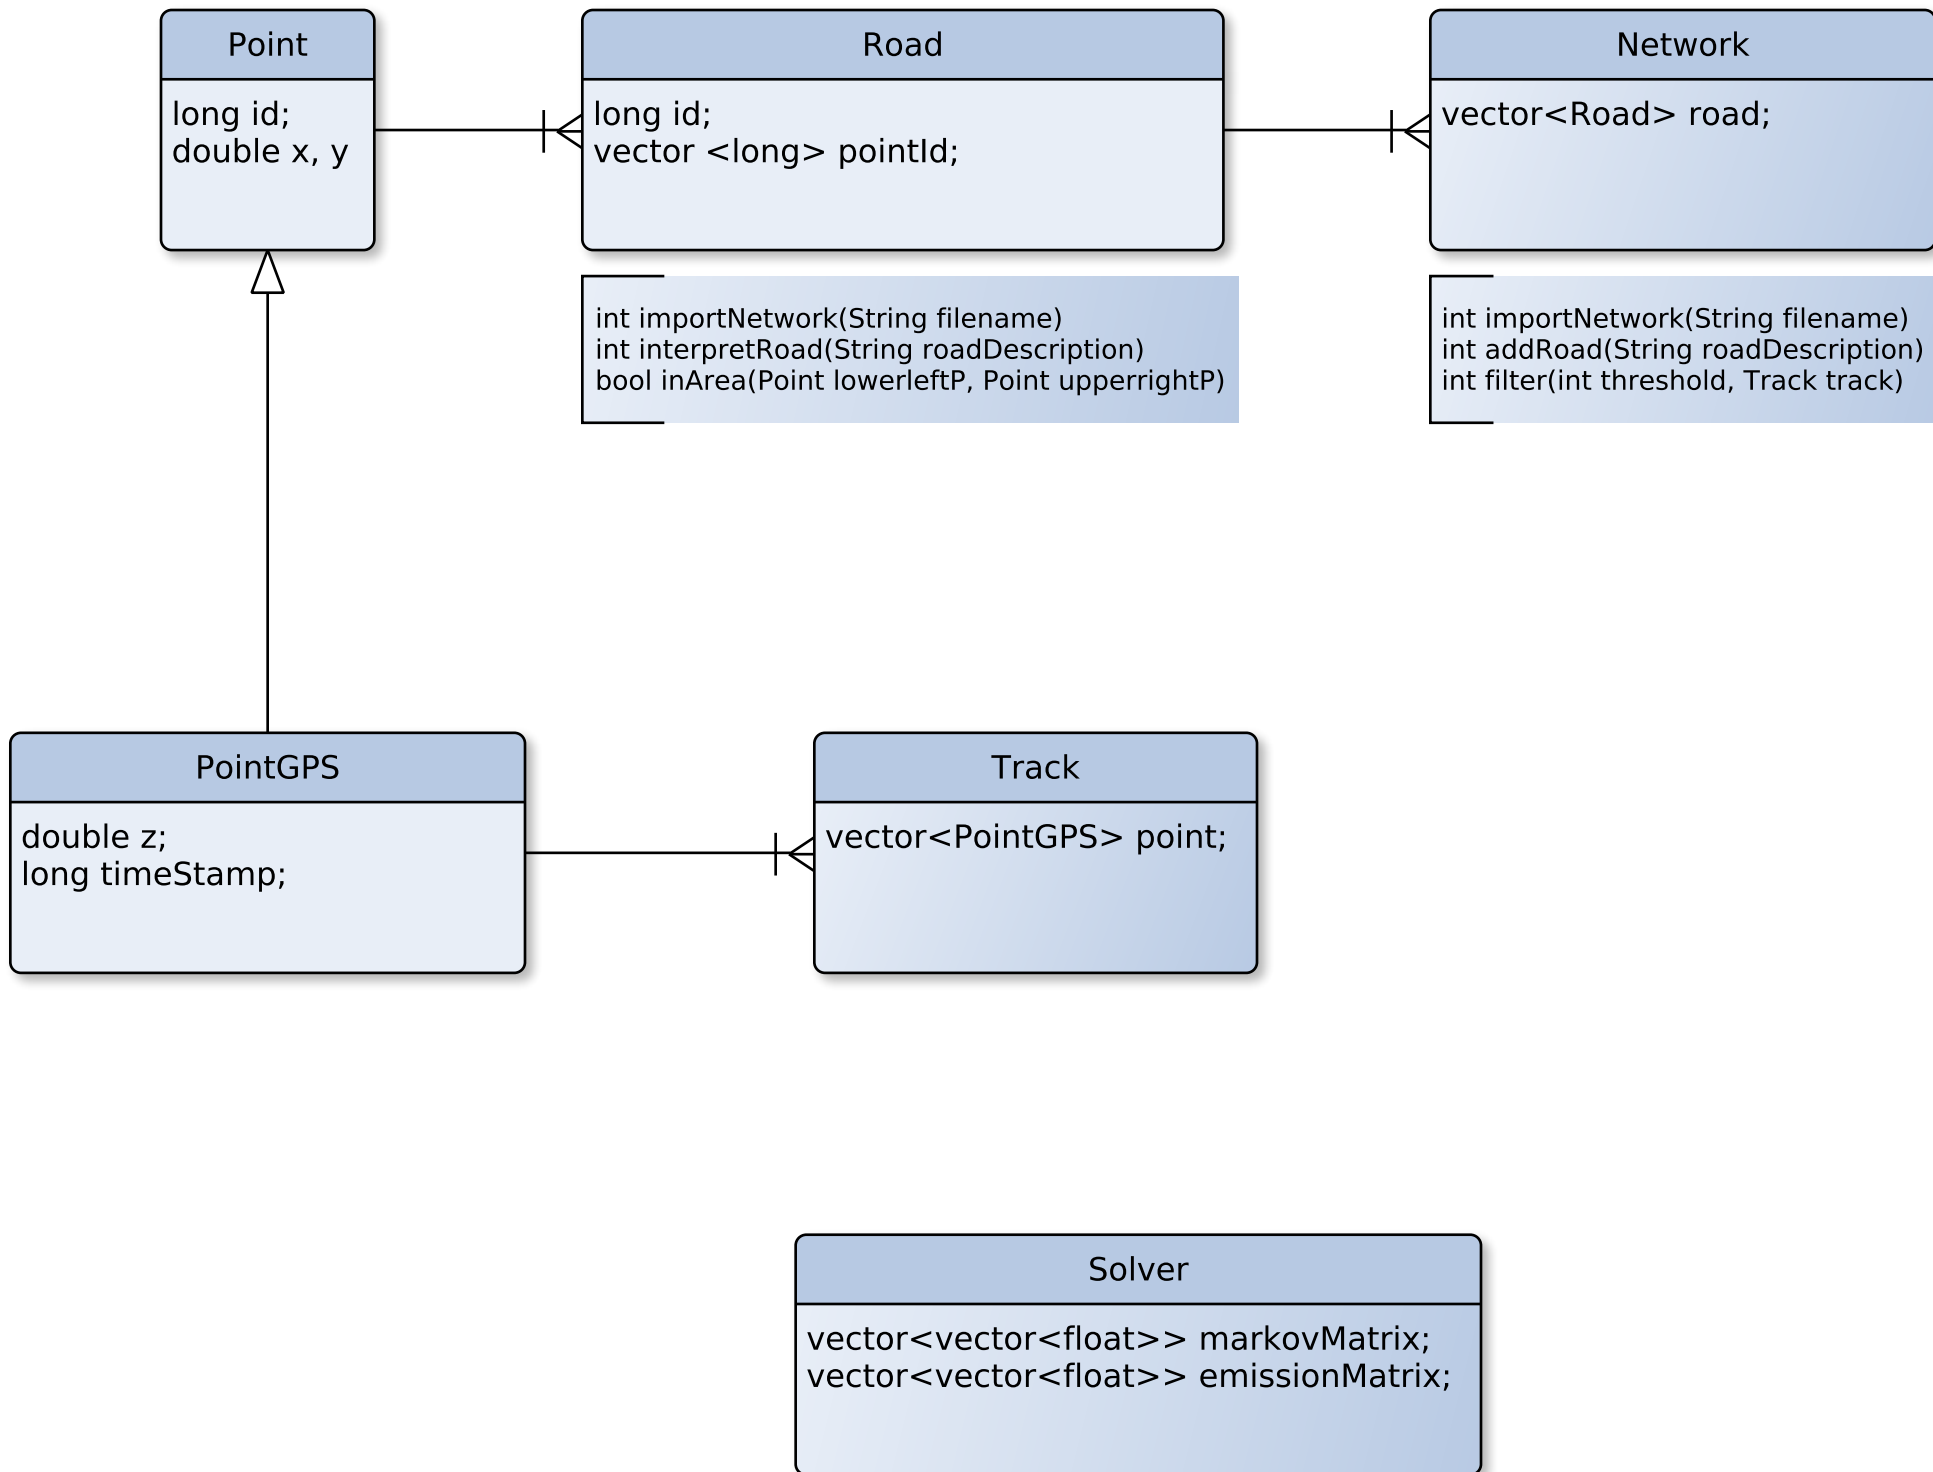 Point
long id;
double x, y
Road
long id;
vector <long> pointId;
int importNetwork(String filename)
int interpretRoad(String roadDescription)
bool inArea(Point lowerleftP, Point upperrightP)
Network
vector<Road> road;
int importNetwork(String filename)
int addRoad(String roadDescription)
int filter(int threshold, Track track)
PointGPS
double z;
long timeStamp;
Track
vector<PointGPS> point;
Solver
vector<vector<float>> markovMatrix;
vector<vector<float>> emissionMatrix;